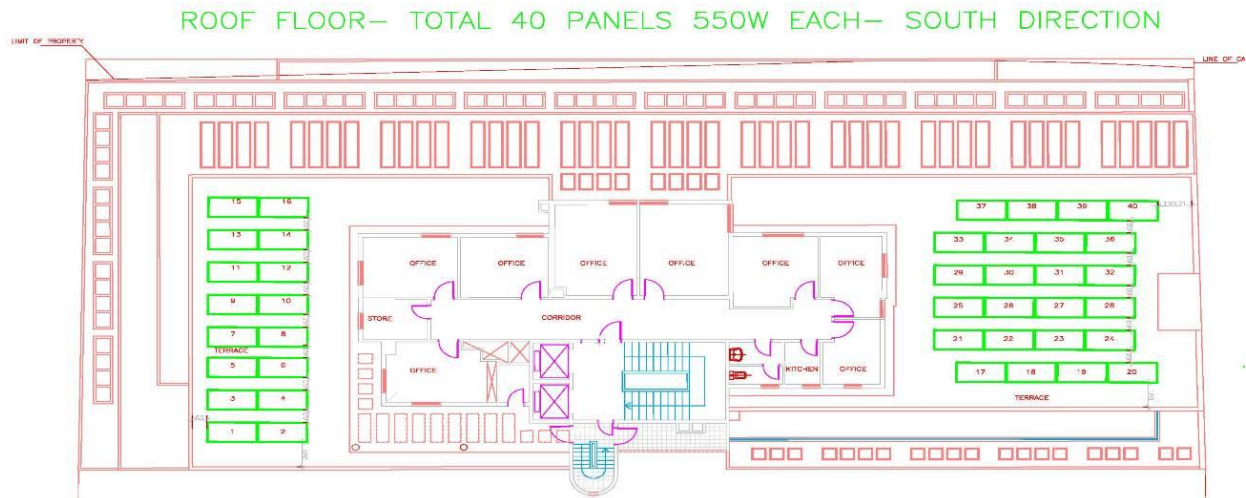 ROOF FLOOR- TOTAL 40 PANELS 550W EACH- SOUTH DIRECTION
LIMIT OF PROPERTY
LINE OF CA
15 16
37 38 39 40
13 14
33 34 35 36
OFFICE OFFICE OFFICE OFFICE OFFICE OFFICE
11 12
29 30 31 32
9 10
25 26 27 28
STORE CORRIDOR
7 8
21 22 23 24
TERRACE
5 6
OFFICE KITCHEN OFFICE
17 18 19 20
3 4
TERRACE
1 2